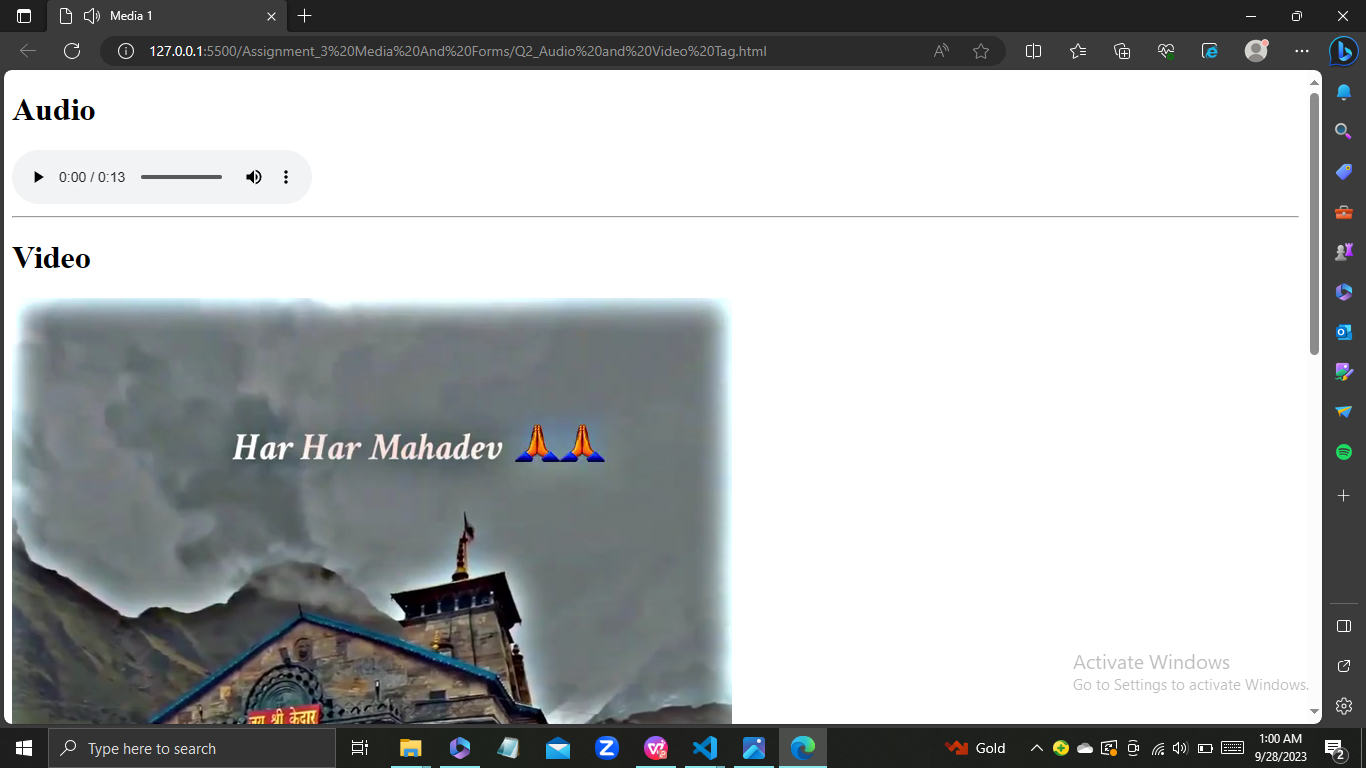 Media 1
127.0.0.1:5500/Assignment_3%20Media%20And%20Forms/Q2_Audio%20and%20Video%20Tag.html
Audio
0:00 / 0:13
Video
Har Har Mahadev 🙏🙏
जय श्री केदार
Activate Windows
Go to Settings to activate Windows.
Type here to search
Gold
1:00 AM
9/28/2023
2